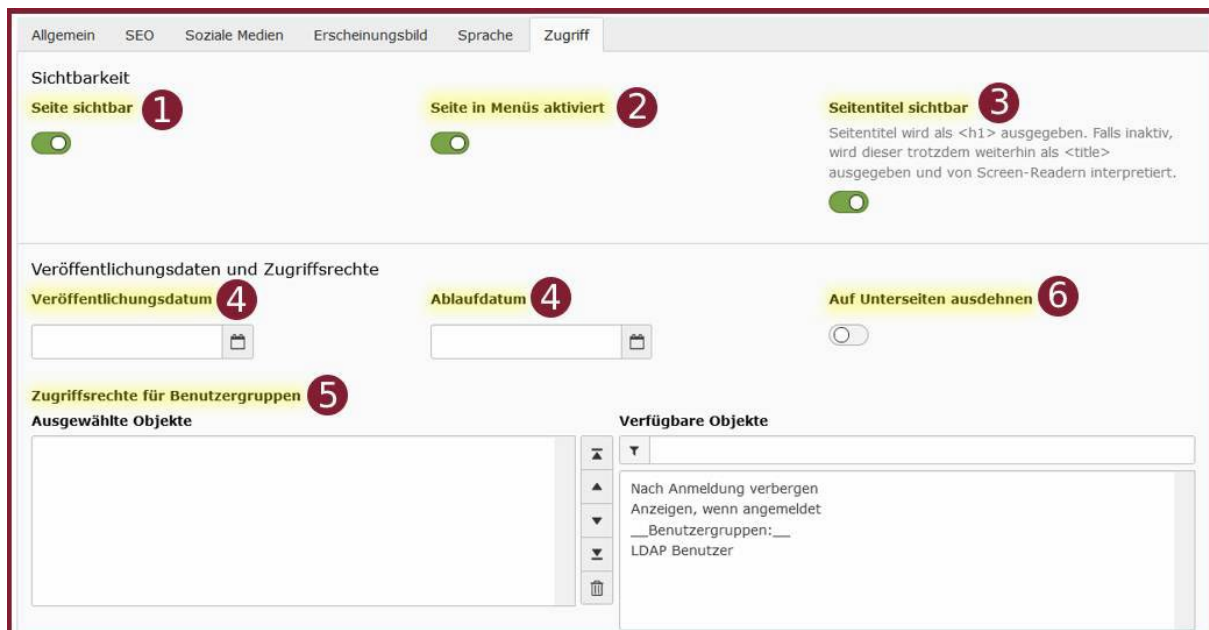 Allgemein SEO Soziale Medien Erscheinungsbild Sprache Zugriff
Sichtbarkeit
Seite sichtbar 1
Seite in Menüs aktiviert 2
Seitentitel sichtbar 3
Seitentitel wird als <h1> ausgegeben. Falls inaktiv,
wird dieser trotzdem weiterhin als <title>
ausgegeben und von Screen-Readern interpretiert.
Veröffentlichungsdaten und Zugriffsrechte
Veröffentlichungsdatum 4
Ablaufdatum 4
Auf Unterseiten ausdehnen 6
Zugriffsrechte für Benutzergruppen 5
Ausgewählte Objekte
Verfügbare Objekte
Nach Anmeldung verbergen
Anzeigen, wenn angemeldet
__Benutzergruppen:__
LDAP Benutzer